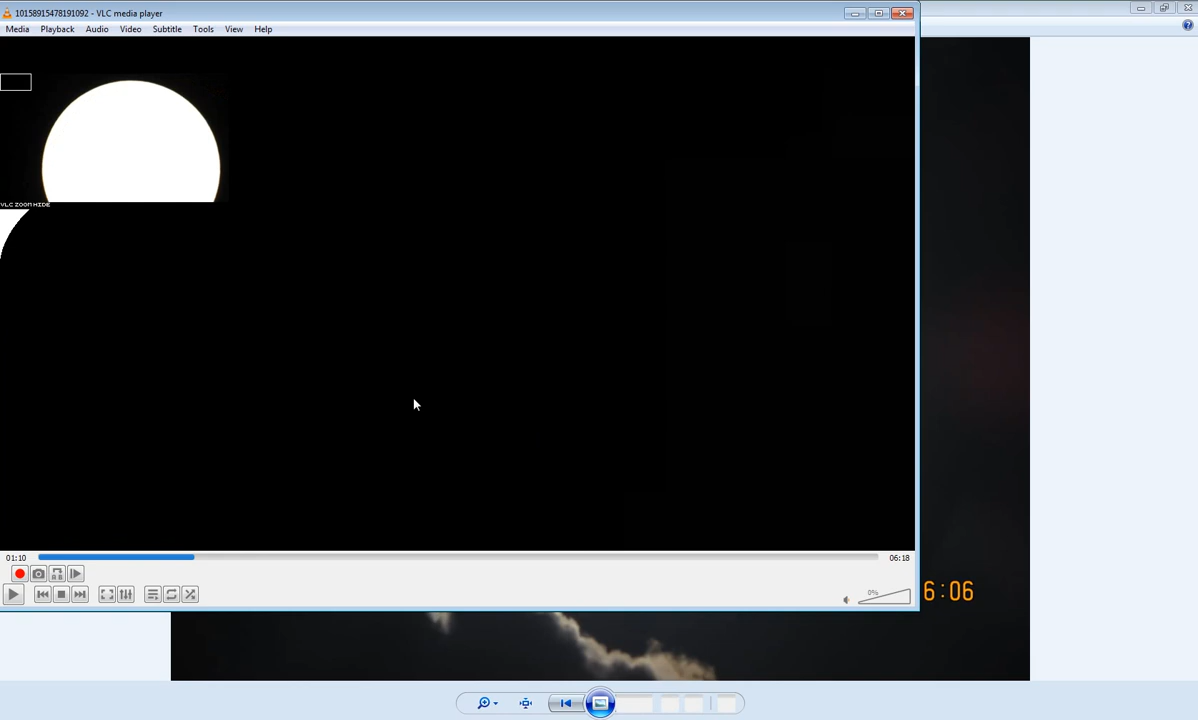 10158915478191092 - VLC media player
Media Playback Audio Video Subtitle Tools View Help
VLC ZOOM HIDE
01:10
06:18
0%
6:06